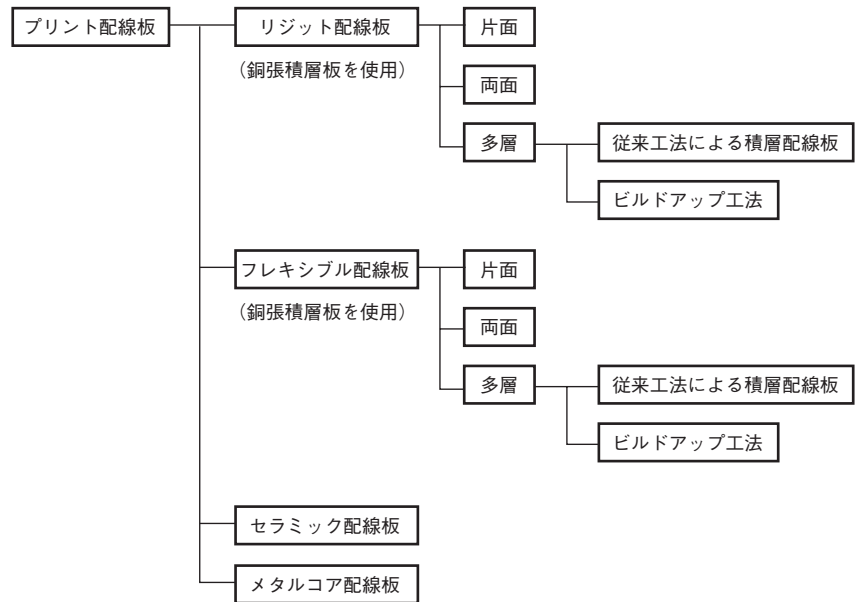 プリント配線板
リジット配線板
片面
（銅張積層板を使用）
両面
多層
従来工法による積層配線板
ビルドアップ工法
フレキシブル配線板
片面
（銅張積層板を使用）
両面
多層
従来工法による積層配線板
ビルドアップ工法
セラミック配線板
メタルコア配線板